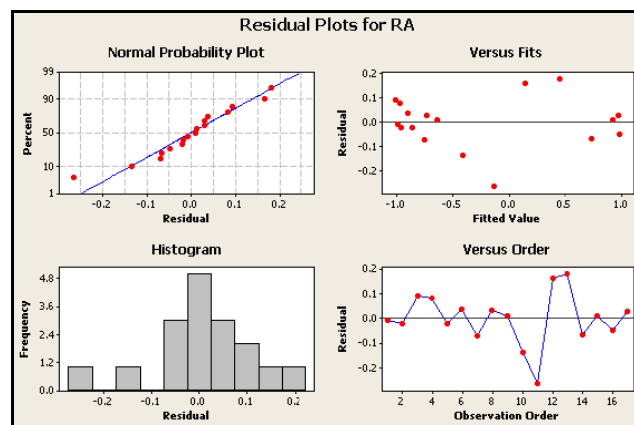 Residual Plots for RA
Normal Probability Plot
99
90
50
10
1
Percent
-0.2 -0.1 0.0 0.1 0.2
Residual
Versus Fits
0.2
0.1
0.0
-0.1
-0.2
Residual
-1.0 -0.5 0.0 0.5 1.0
Fitted Value
Histogram
4.8
3.6
2.4
1.2
0.0
Frequency
-0.2 -0.1 0.0 0.1 0.2
Residual
Versus Order
0.2
0.1
0.0
-0.1
-0.2
Residual
2 4 6 8 10 12 14 16
Observation Order